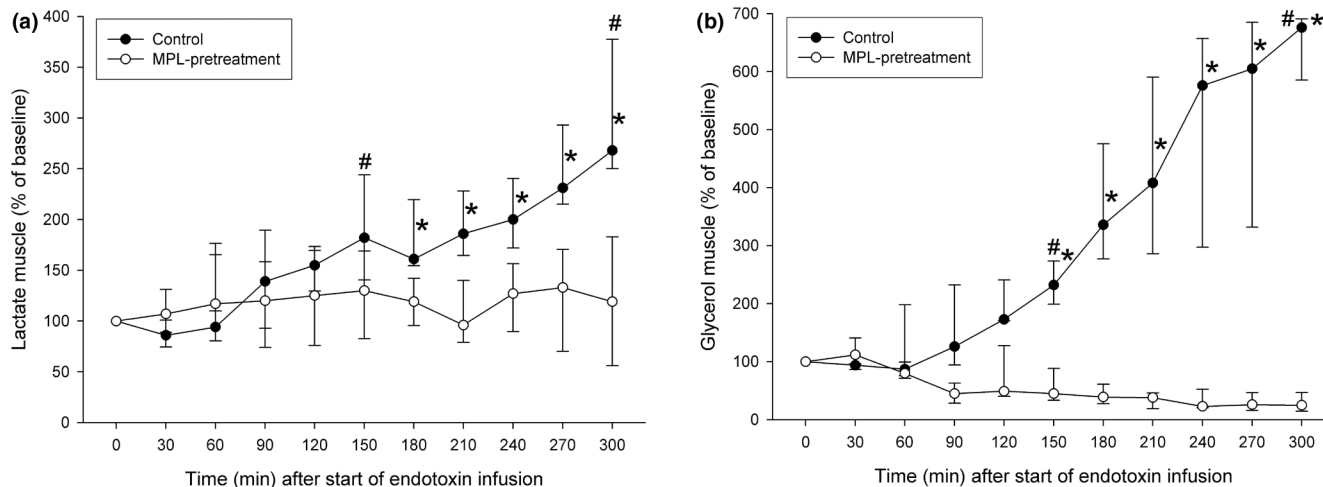 (a)
Control
MPL-pretreatment
Lactate muscle (% of baseline)
400
350
300
250
200
150
100
50
0
#
#
*
*
*
*
*
0 30 60 90 120 150 180 210 240 270 300
Time (min) after start of endotoxin infusion
(b)
Control
MPL-pretreatment
Glycerol muscle (% of baseline)
700
600
500
400
300
200
100
0
#*
*
*
*
*
#*
0 30 60 90 120 150 180 210 240 270 300
Time (min) after start of endotoxin infusion